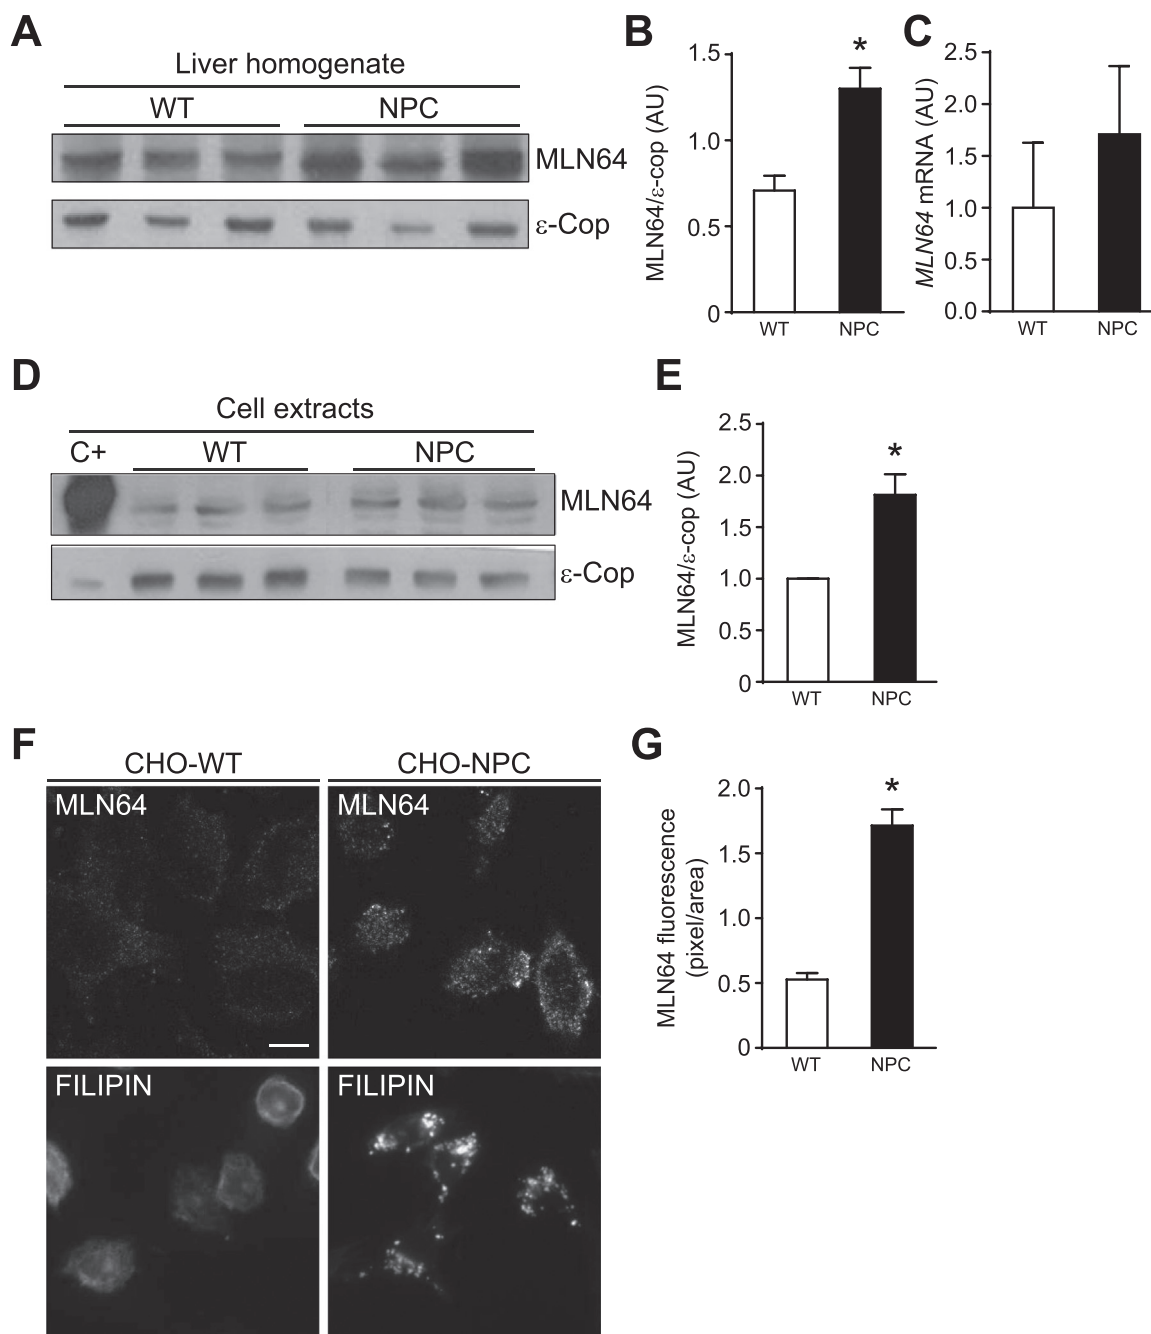 A
Liver homogenate
WT NPC
MLN64
ε-Cop
B
MLN64/ε-cop (AU)
1.5
1.0
0.5
0
*
WT NPC
C
MLN64 mRNA (AU)
2.5
2.0
1.5
1.0
0.5
0.0
WT NPC
D
Cell extracts
C+ WT NPC
MLN64
ε-Cop
E
MLN64/ε-cop (AU)
2.5
2.0
1.5
1.0
0.5
0
*
WT NPC
F
CHO-WT CHO-NPC
MLN64 MLN64
FILIPIN FILIPIN
G
MLN64 fluorescence
(pixel/area)
2.0
1.5
1.0
0.5
0
*
WT NPC